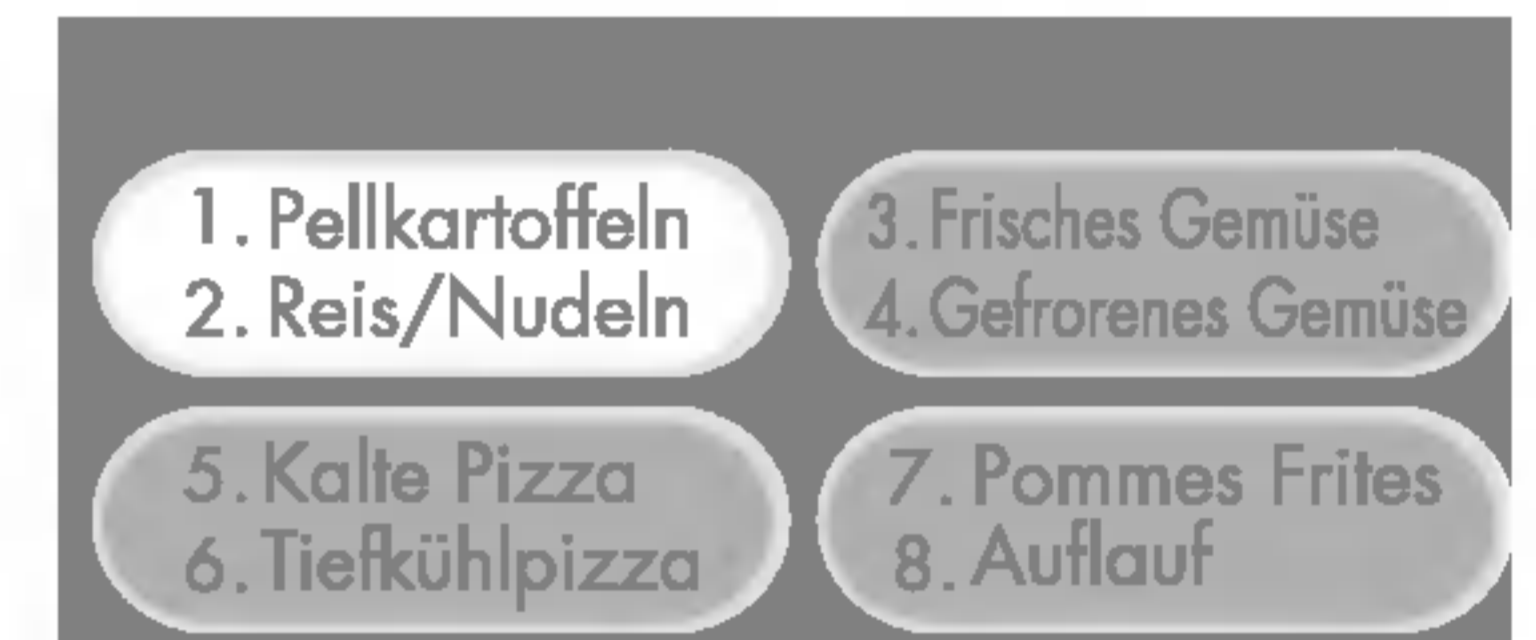 1. Pellkartoffeln
2. Reis/Nudeln
3. Frisches Gemüse
4. Gefrorenes Gemüse
5. Kalte Pizza
6. Tiefkühlpizza
7. Pommes Frites
8. Auflauf